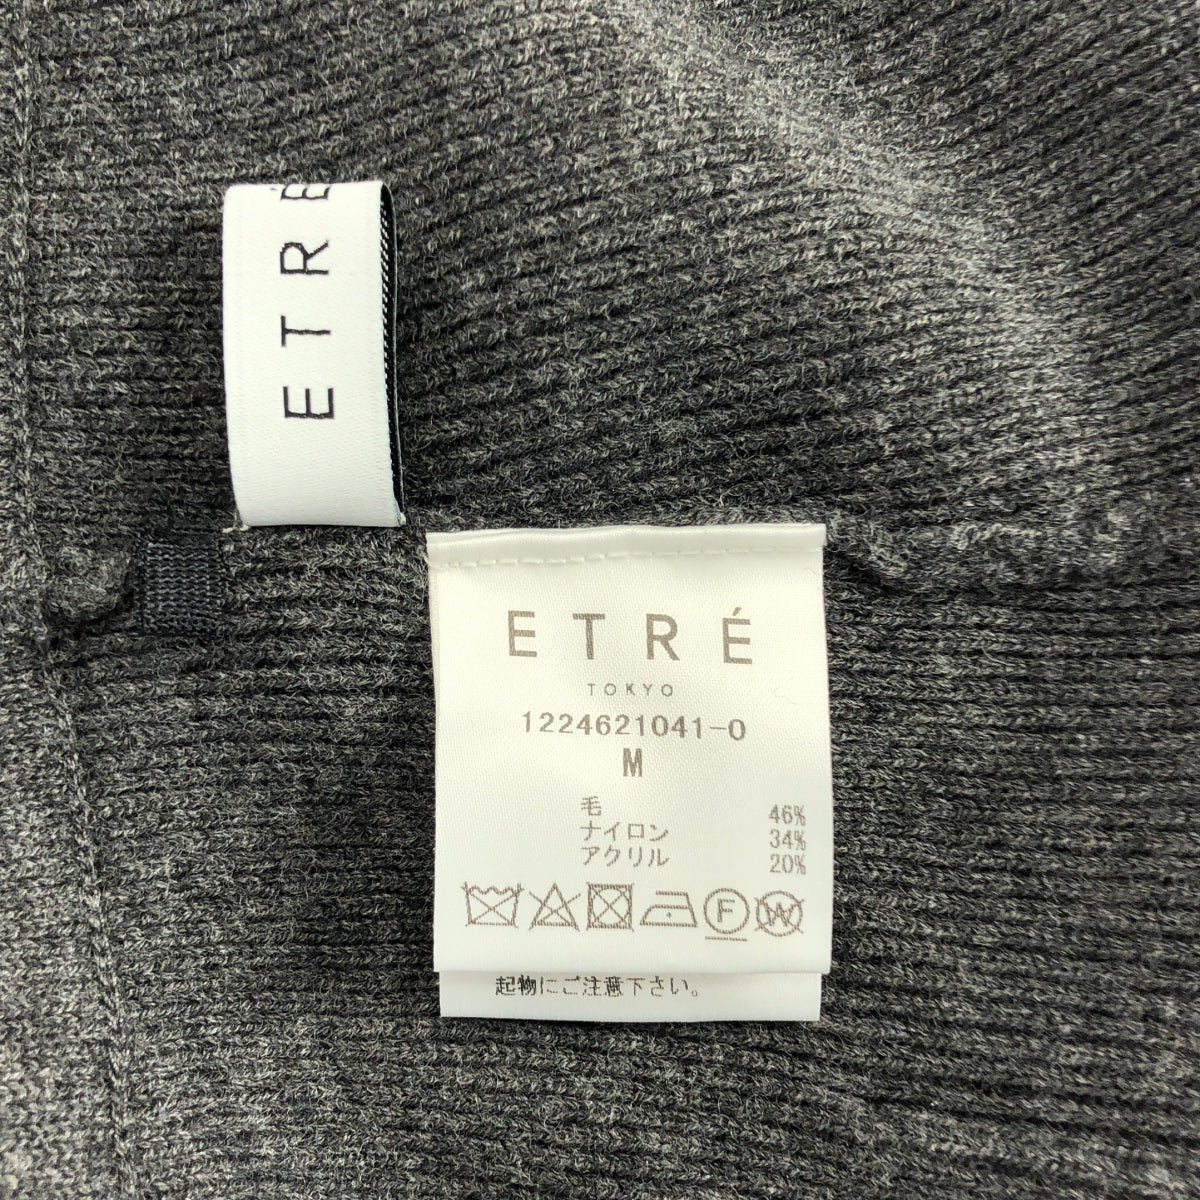 ETRÉ
ETRÉ
TOKYO
1224621041-0
M
毛 46%
ナイロン 34%
アクリル 20%
F W
起物にご注意下さい。